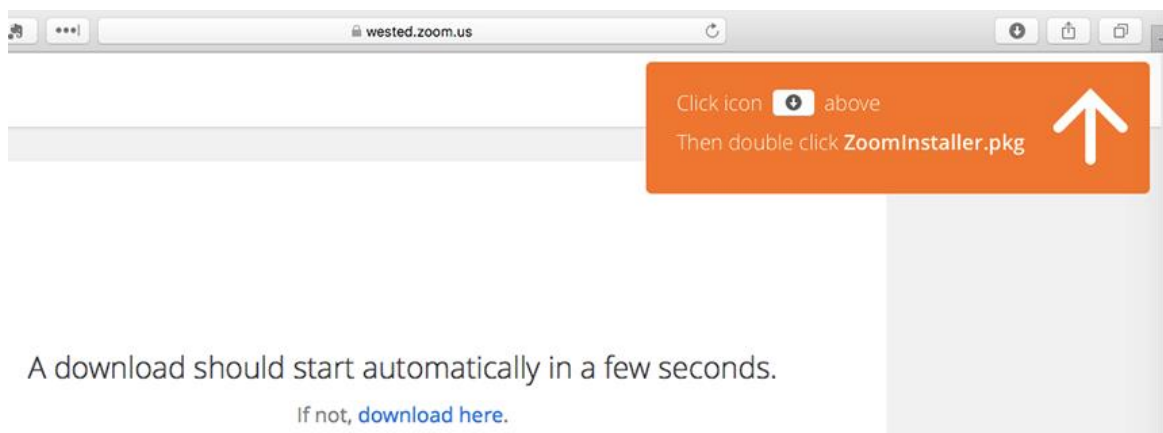 wested.zoom.us
Click icon above
Then double click ZoomInstaller.pkg
A download should start automatically in a few seconds.
If not, download here.